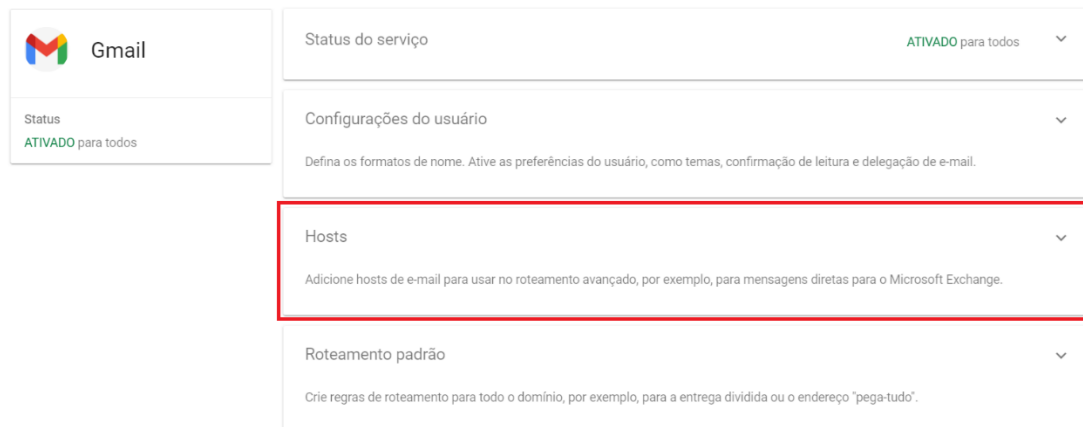 Gmail
Status
ATIVADO para todos
Status do serviço
ATIVADO para todos
Configurações do usuário
Defina os formatos de nome. Ative as preferências do usuário, como temas, confirmação de leitura e delegação de e-mail.
Hosts
Adicione hosts de e-mail para usar no roteamento avançado, por exemplo, para mensagens diretas para o Microsoft Exchange.
Roteamento padrão
Crie regras de roteamento para todo o domínio, por exemplo, para a entrega dividida ou o endereço "pega-tudo".